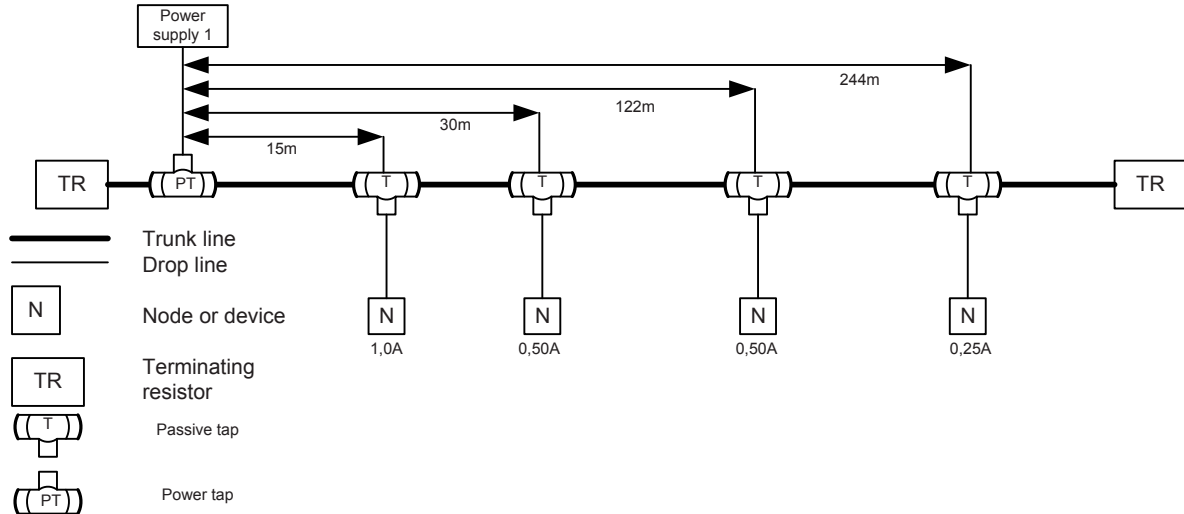 Power
supply 1
244m
122m
30m
15m
TR
PT
T
T
T
T
TR
Trunk line
Drop line
N
Node or device
N
N
N
N
1,0A
0,50A
0,50A
0,25A
TR
Terminating
resistor
T
Passive tap
PT
Power tap